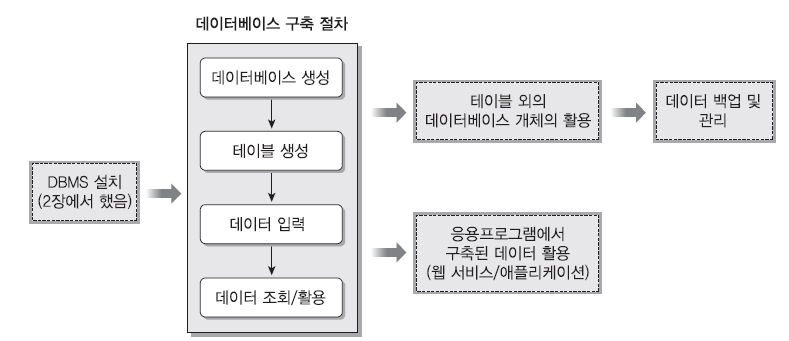 데이터베이스 구축 절차
DBMS 설치
(2장에서 했음)
데이터베이스 생성
테이블 생성
데이터 입력
데이터 조회/활용
테이블 외의
데이터베이스 개체의 활용
데이터 백업 및
관리
응용프로그램에서
구축된 데이터 활용
(웹 서비스/애플리케이션)